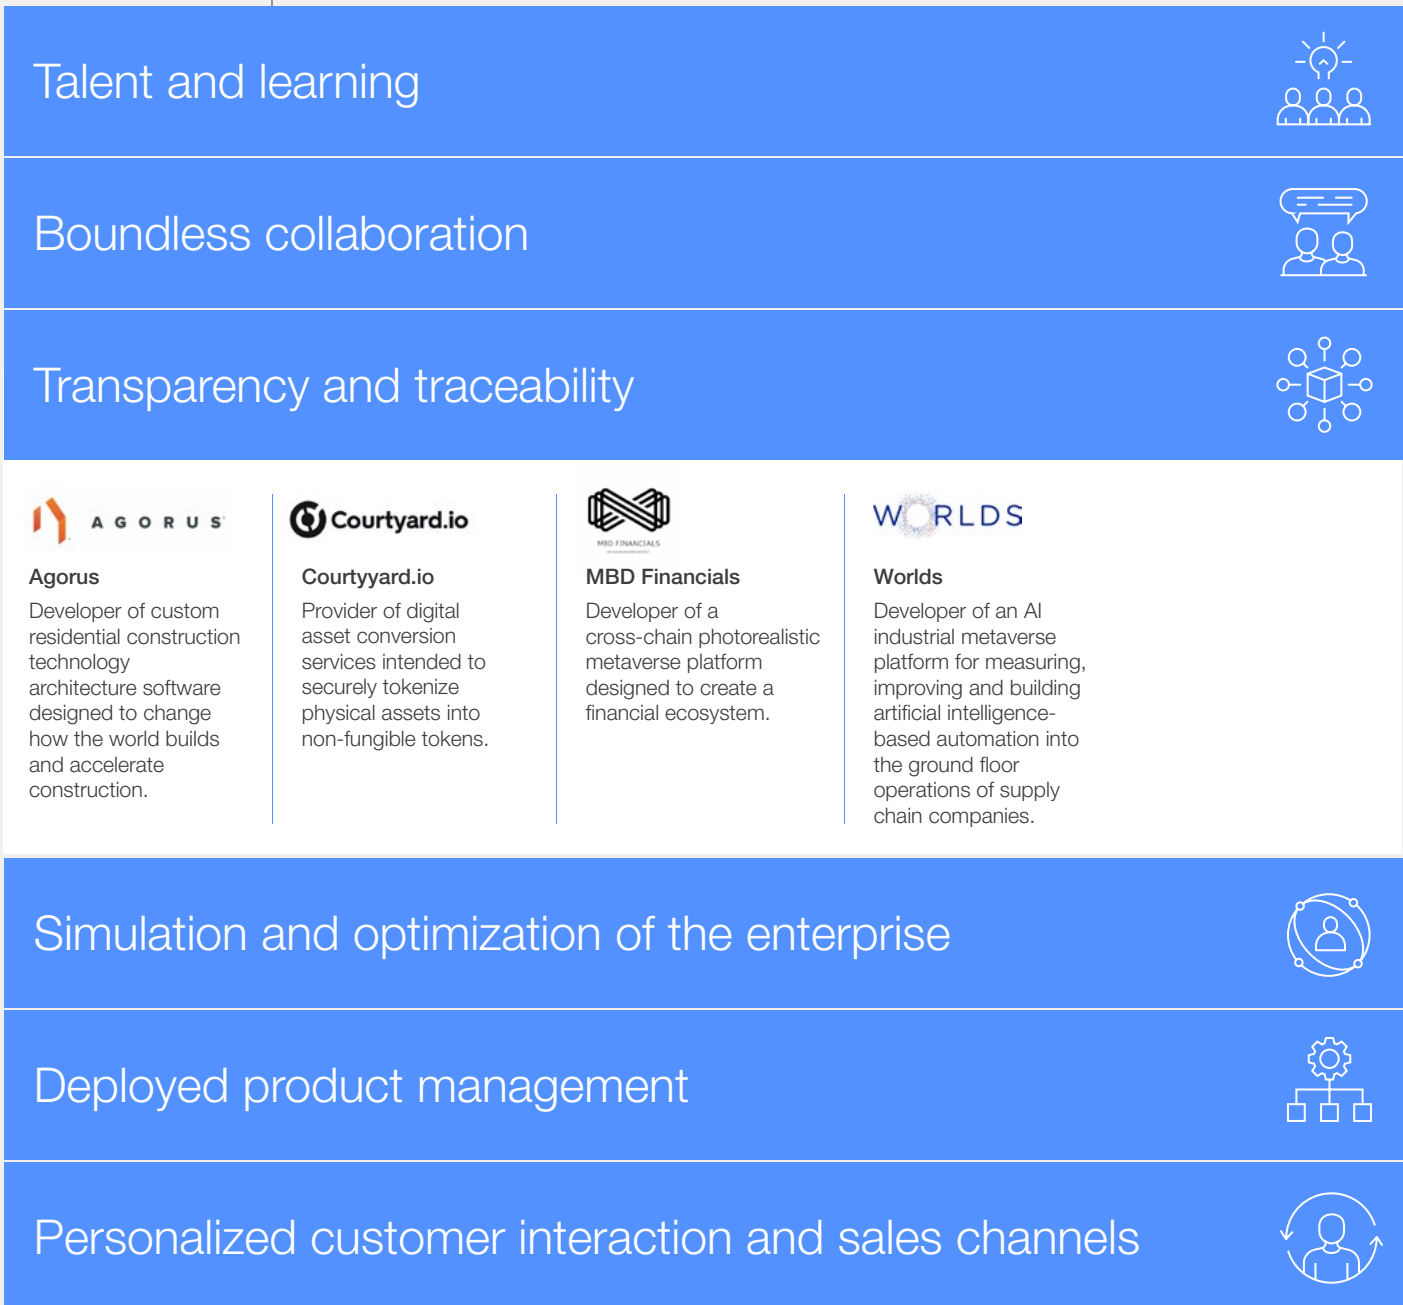 Talent and learning
Boundless collaboration
Transparency and traceability
AGORUS
Agorus
Developer of custom
residential construction
technology
architecture software
designed to change
how the world builds
and accelerate
construction.
Courtyard.io
Courtyyard.io
Provider of digital
asset conversion
services intended to
securely tokenize
physical assets into
non-fungible tokens.
MBD FINANCIALS
MBD Financials
Developer of a
cross-chain photorealistic
metaverse platform
designed to create a
financial ecosystem.
WORLDS
Worlds
Developer of an AI
industrial metaverse
platform for measuring,
improving and building
artificial intelligence-
based automation into
the ground floor
operations of supply
chain companies.
Simulation and optimization of the enterprise
Deployed product management
Personalized customer interaction and sales channels